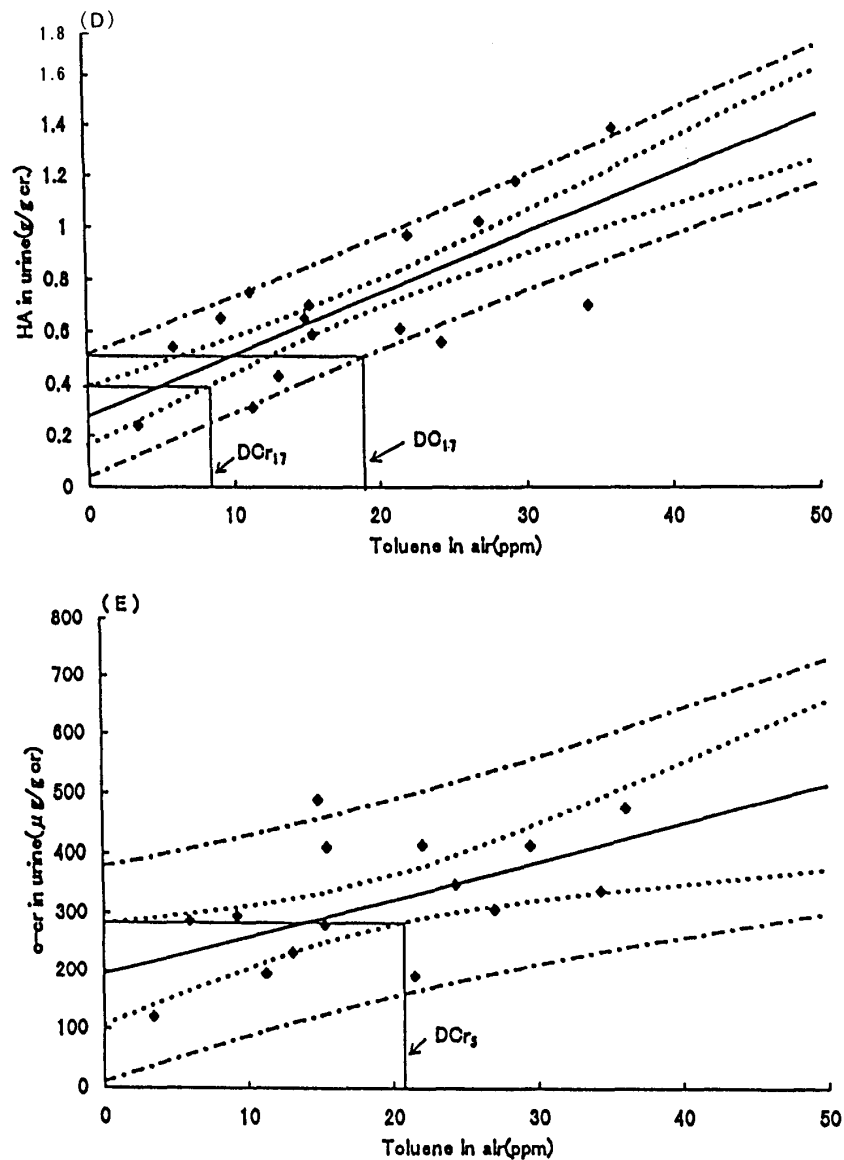 (D)
1.8
1.6
1.4
1.2
1
0.8
0.6
0.4
0.2
0
HA in urine(g/g cr.)
DCr17
DC17
0 10 20 30 40 50
Toluene in air(ppm)
(E)
800
700
600
500
400
300
200
100
0
o-cr in urine(μg/g cr)
DCr5
0 10 20 30 40 50
Toluene in air(ppm)